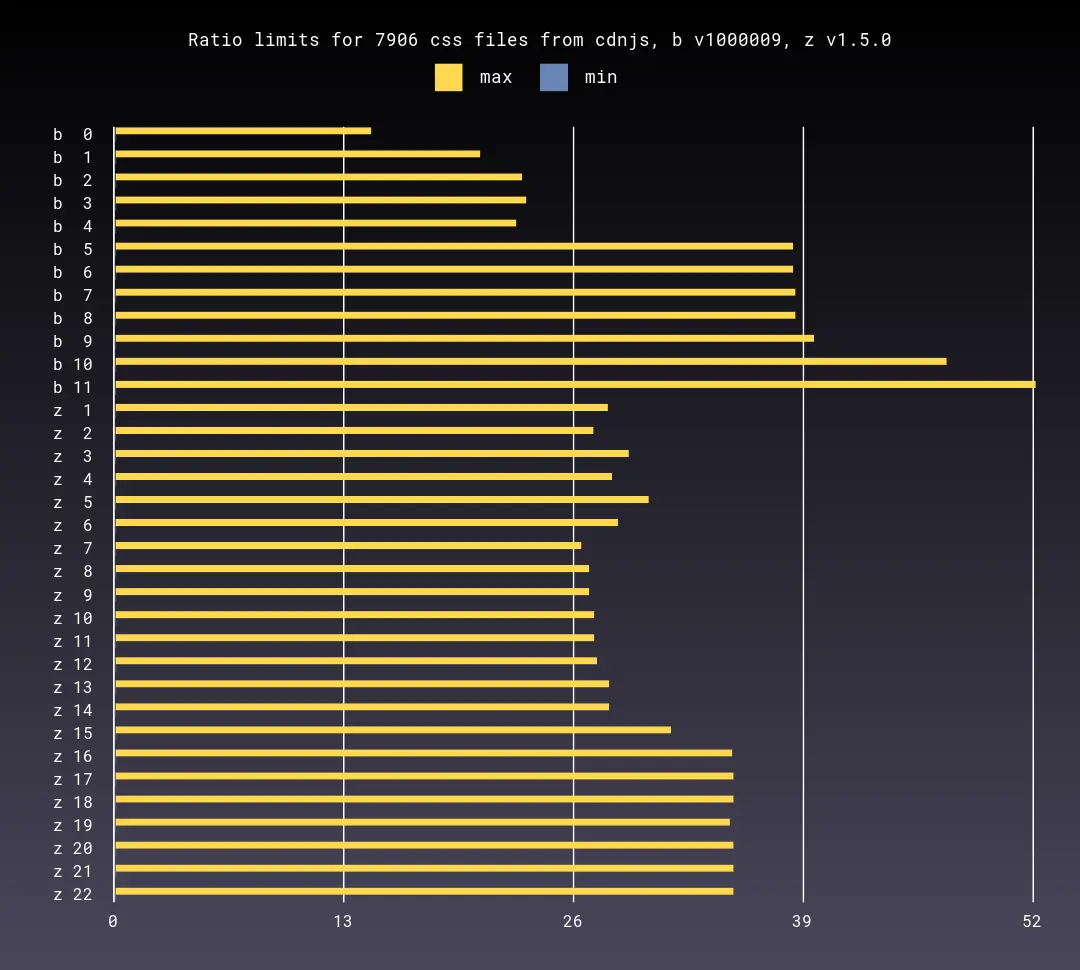 Ratio limits for 7906 css files from cdnjs, b v1000009, z v1.5.0
max min
b 0
b 1
b 2
b 3
b 4
b 5
b 6
b 7
b 8
b 9
b 10
b 11
z 1
z 2
z 3
z 4
z 5
z 6
z 7
z 8
z 9
z 10
z 11
z 12
z 13
z 14
z 15
z 16
z 17
z 18
z 19
z 20
z 21
z 22
0 13 26 39 52